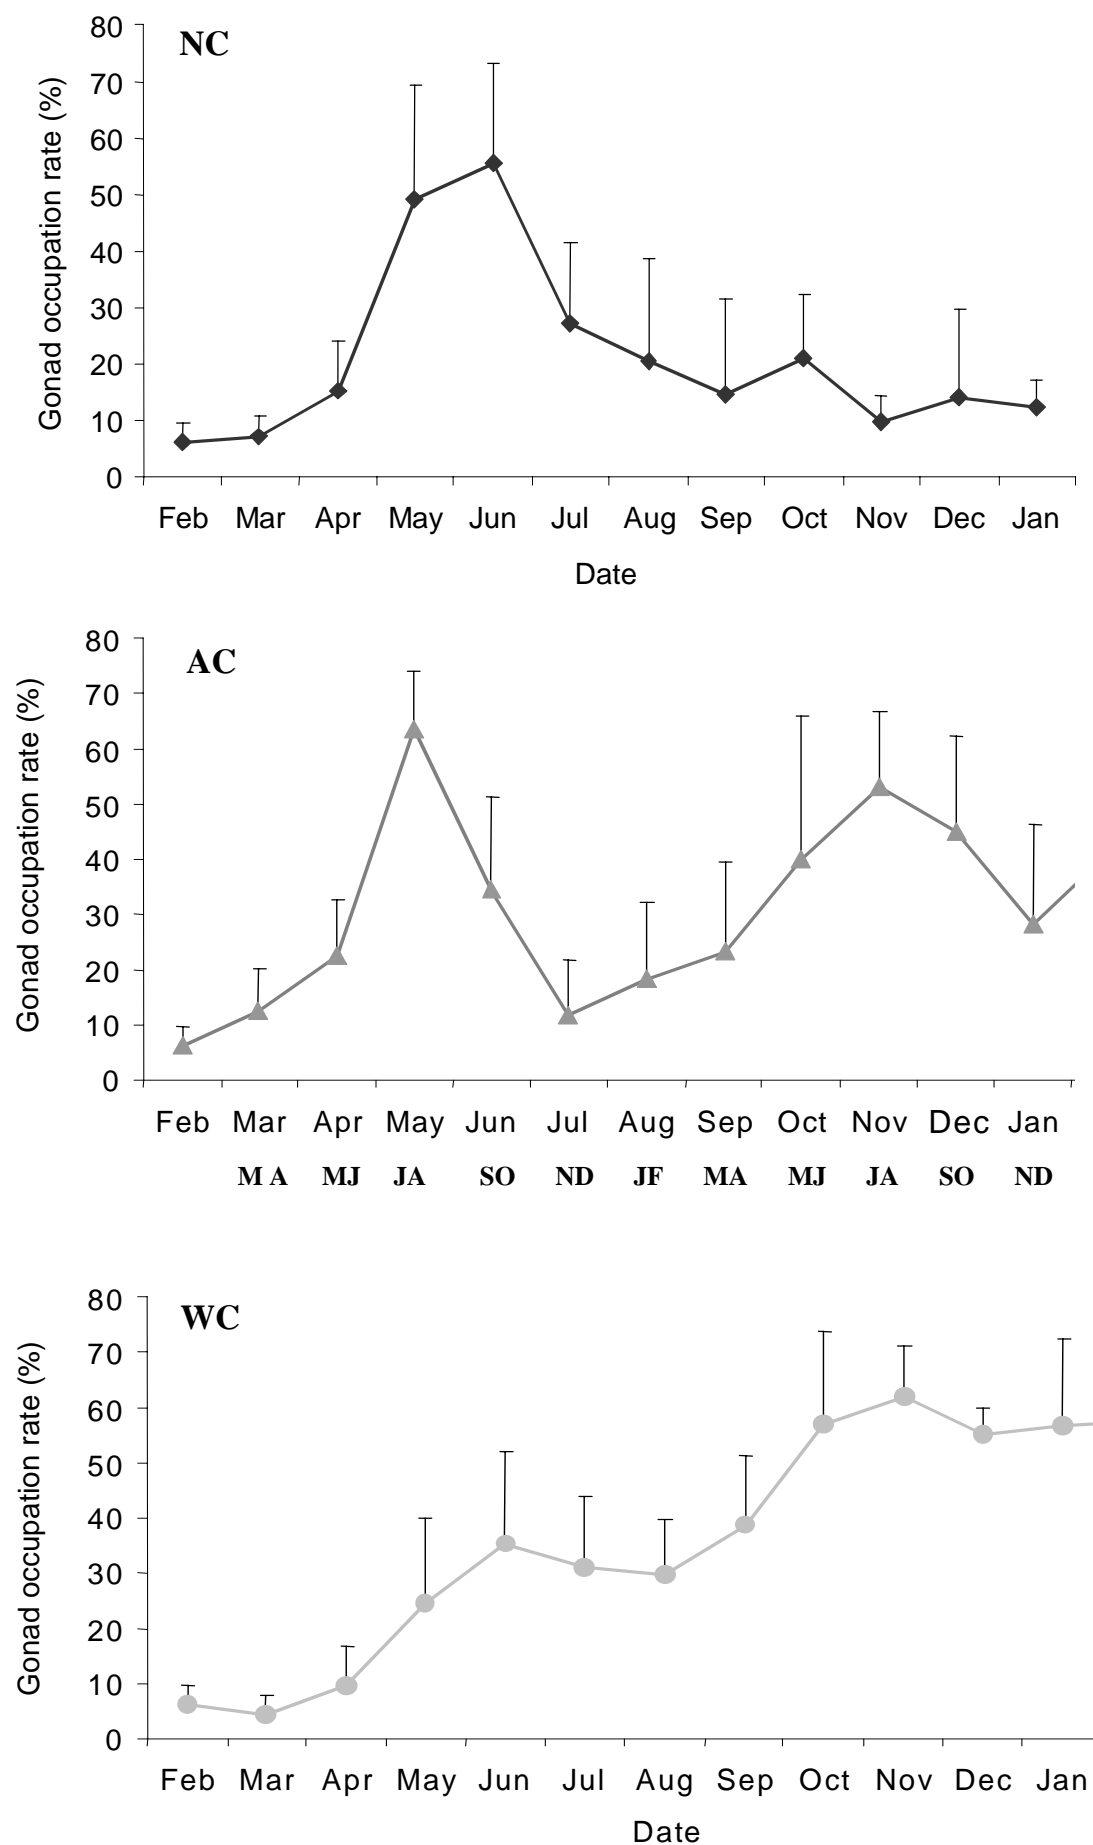 NC
Gonad occupation rate (%)
80
70
60
50
40
30
20
10
0
Feb Mar Apr May Jun Jul Aug Sep Oct Nov Dec Jan
Date
AC
Gonad occupation rate (%)
80
70
60
50
40
30
20
10
0
Feb Mar Apr May Jun Jul Aug Sep Oct Nov Dec Jan
M A MJ JA SO ND JF MA MJ JA SO ND
WC
Gonad occupation rate (%)
80
70
60
50
40
30
20
10
0
Feb Mar Apr May Jun Jul Aug Sep Oct Nov Dec Jan
Date